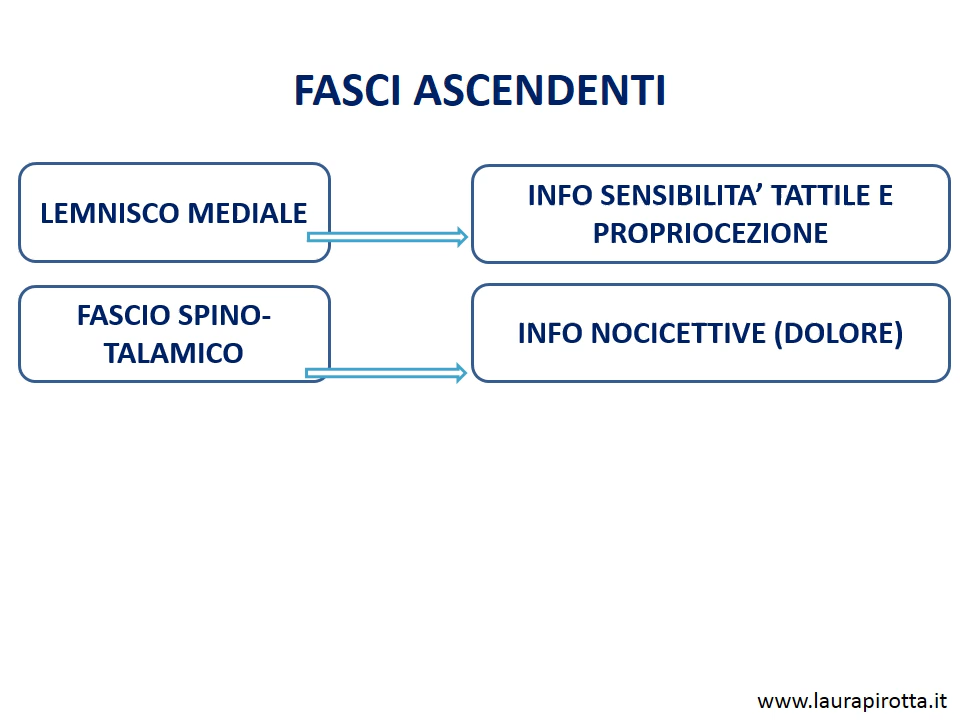 FASCI ASCENDENTI
LEMNISCO MEDIALE
INFO SENSIBILITA’ TATTILE E
PROPRIOCEZIONE
FASCIO SPINO-
TALAMICO
INFO NOCICETTIVE (DOLORE)
www.laurapirotta.it